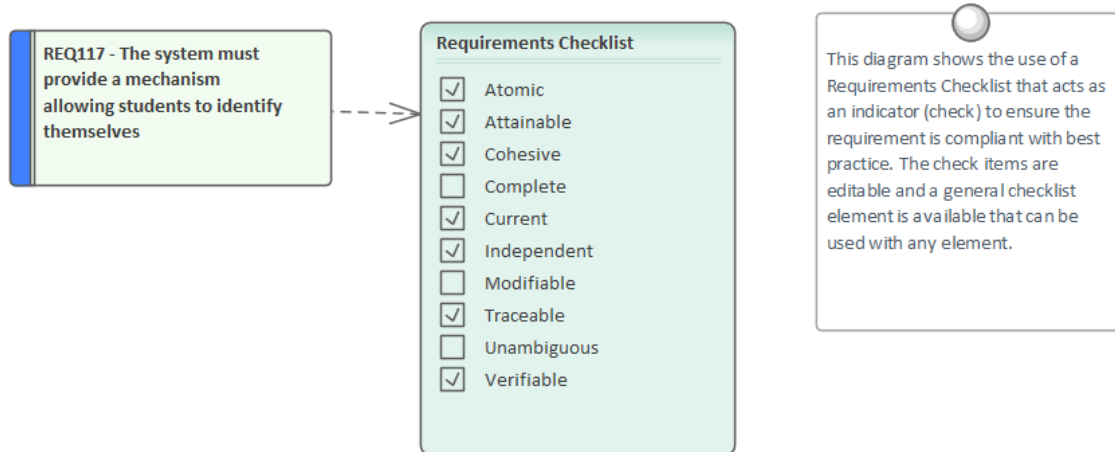 REQ117 - The system must
provide a mechanism
allowing students to identify
themselves
Requirements Checklist
Atomic
Attainable
Cohesive
Complete
Current
Independent
Modifiable
Traceable
Unambiguous
Verifiable
This diagram shows the use of a
Requirements Checklist that acts as
an indicator (check) to ensure the
requirement is compliant with best
practice. The check items are
editable and a general checklist
element is available that can be
used with any element.